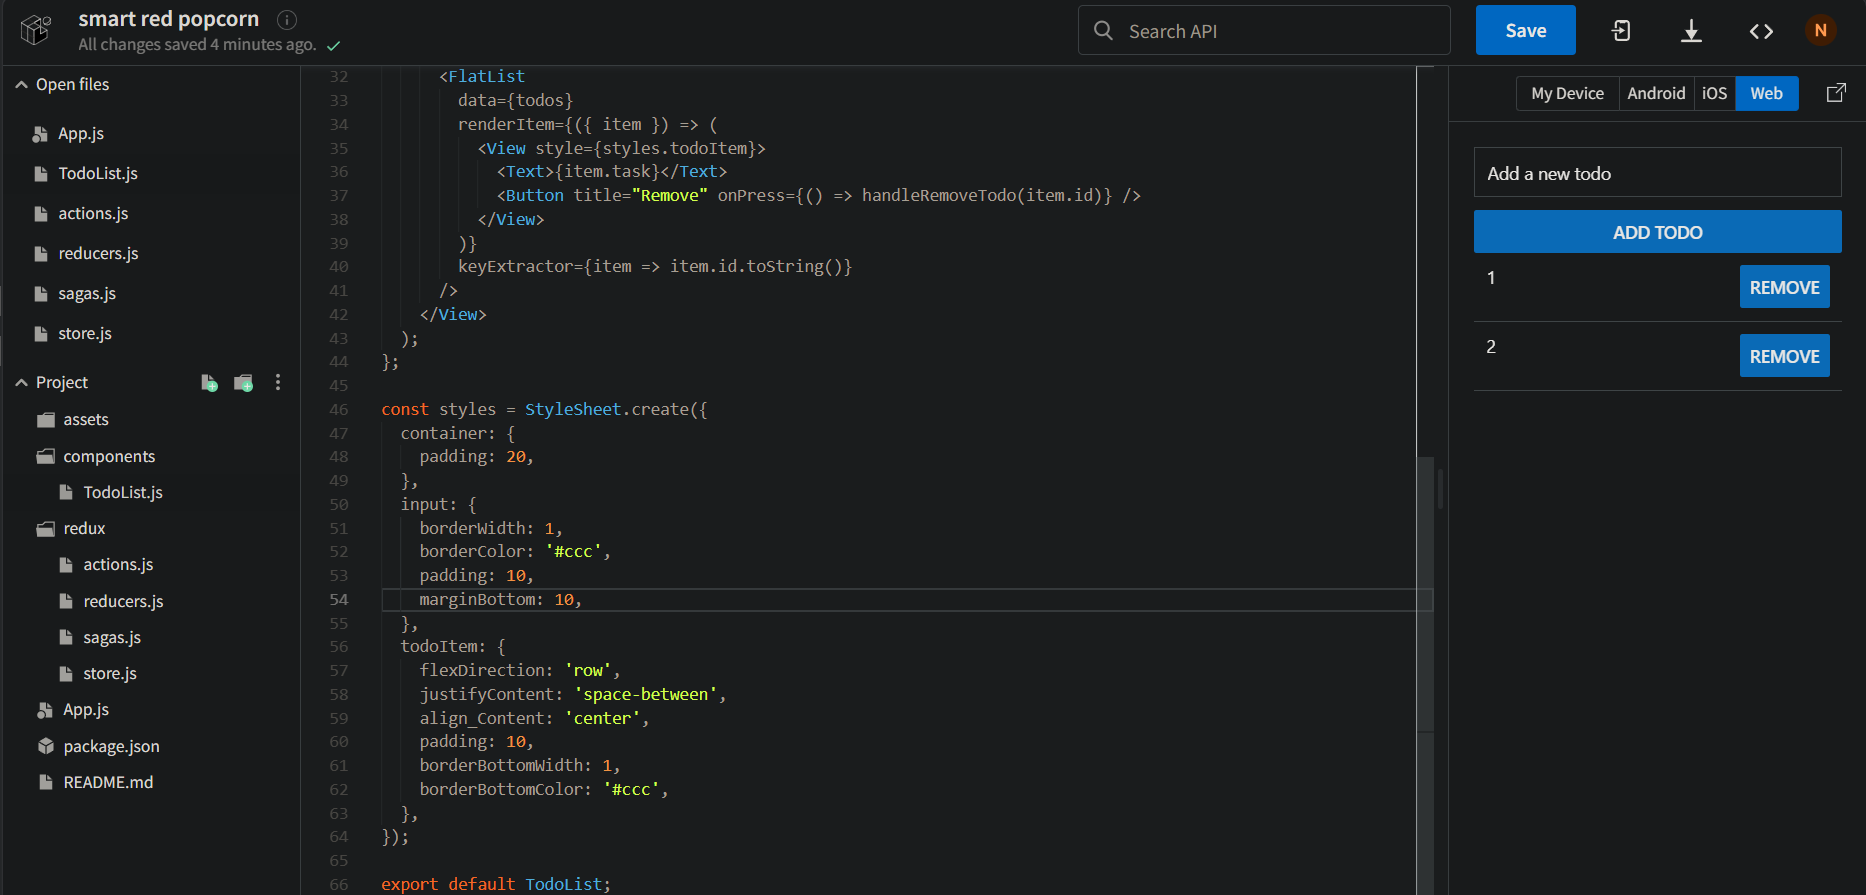 smart red popcorn
All changes saved 4 minutes ago.
Search API
Save
N
Open files
App.js
TodoList.js
actions.js
reducers.js
sagas.js
store.js
Project
assets
components
TodoList.js
redux
actions.js
reducers.js
sagas.js
store.js
App.js
package.json
README.md
32 <FlatList
33 data={todos}
34 renderItem={({ item }) => (
35 <View style={styles.todoItem}>
36 <Text>{item.task}</Text>
37 <Button title="Remove" onPress={() => handleRemoveTodo(item.id)} />
38 </View>
39 )}
40 keyExtractor={item => item.id.toString()}
41 />
42 </View>
43 );
44 };
45
46 const styles = StyleSheet.create({
47 container: {
48 padding: 20,
49 },
50 input: {
51 borderWidth: 1,
52 borderColor: '#ccc',
53 padding: 10,
54 marginBottom: 10,
55 },
56 todoItem: {
57 flexDirection: 'row',
58 justifyContent: 'space-between',
59 align_Content: 'center',
60 padding: 10,
61 borderBottomWidth: 1,
62 borderBottomColor: '#ccc',
63 },
64 });
65
66 export default TodoList;
My Device Android iOS Web
Add a new todo
ADD TODO
1 REMOVE
2 REMOVE